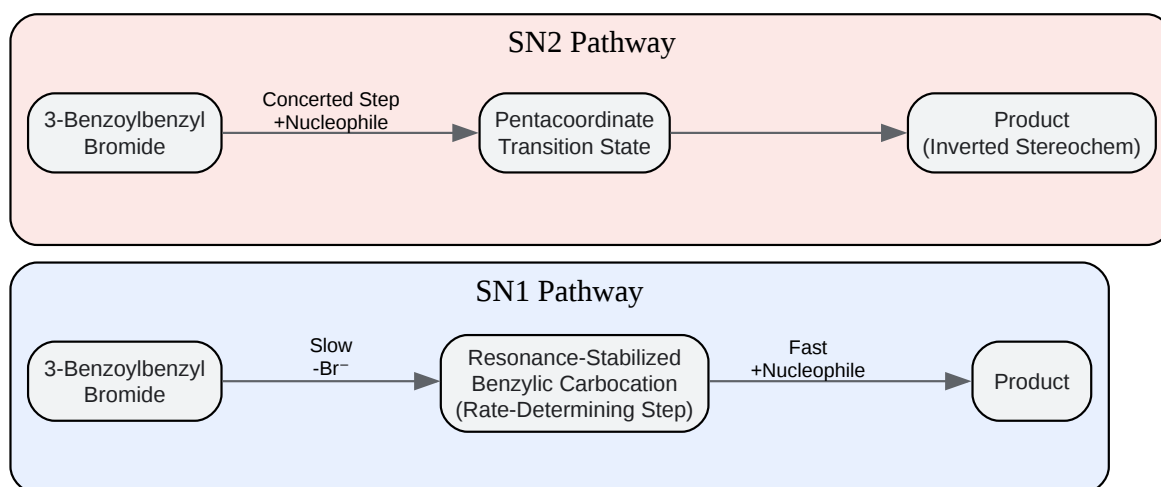 SN2 Pathway
3-Benzoylbenzyl
Bromide
Concerted Step
+Nucleophile
Pentacoordinate
Transition State
Product
(Inverted Stereochem)
SN1 Pathway
3-Benzoylbenzyl
Bromide
Slow
-Br⁻
Resonance-Stabilized
Benzylic Carbocation
(Rate-Determining Step)
Fast
+Nucleophile
Product